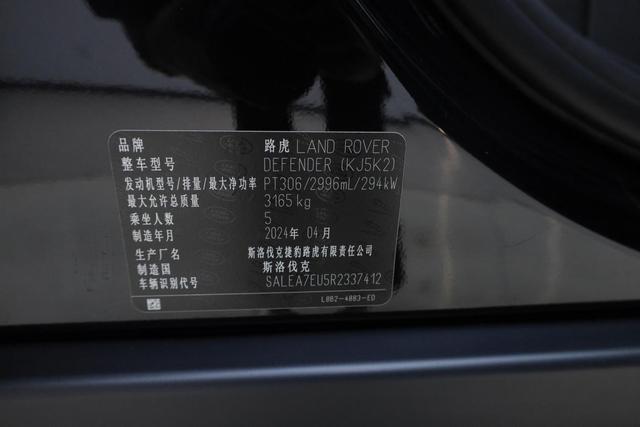 品牌 路虎 LAND ROVER
整车型号 DEFENDER (KJ5K2)
发动机型号/排量/最大净功率 PT306/2996mL/294kW
最大允许总质量 3165 kg
乘坐人数 5
制造年月 2024年 04月
生产厂名 斯洛伐克捷豹路虎有限责任公司
制造国 斯洛伐克
车辆识别代号 SALEA7EU5R2337412
L8B2-4083-ED